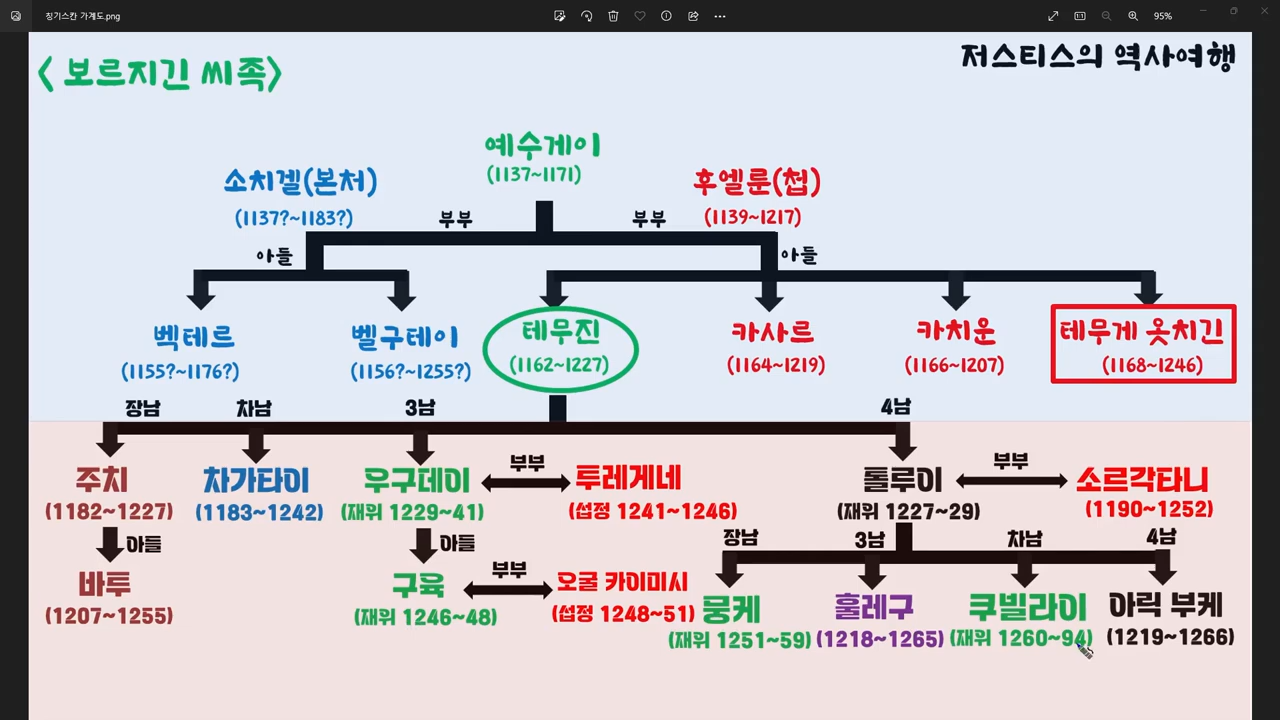 칭기스칸 가계도.png
95%
< 보르지긴 씨족>
저스티스의 역사여행
예수게이
(1137~1171)
소치겔(본처)
(1137?~1183?)
후엘룬(첩)
(1139~1217)
부부
부부
아들
아들
벡테르
(1155?~1176?)
벨구테이
(1156?~1255?)
테무진
(1162~1227)
카사르
(1164~1219)
카치운
(1166~1207)
테무게 옷치긴
(1168~1246)
장남
차남
3남
4남
주치
(1182~1227)
차가타이
(1183~1242)
우구데이
(재위 1229~41)
부부
투레게네
(섭정 1241~1246)
톨루이
(재위 1227~29)
부부
소르각타니
(1190~1252)
아들
바투
(1207~1255)
아들
구육
(재위 1246~48)
부부
오굴 카이미시
(섭정 1248~51)
장남
3남
차남
4남
뭉케
(재위 1251~59)
훌레구
(1218~1265)
쿠빌라이
(재위 1260~94)
아릭 부케
(1219~1266)